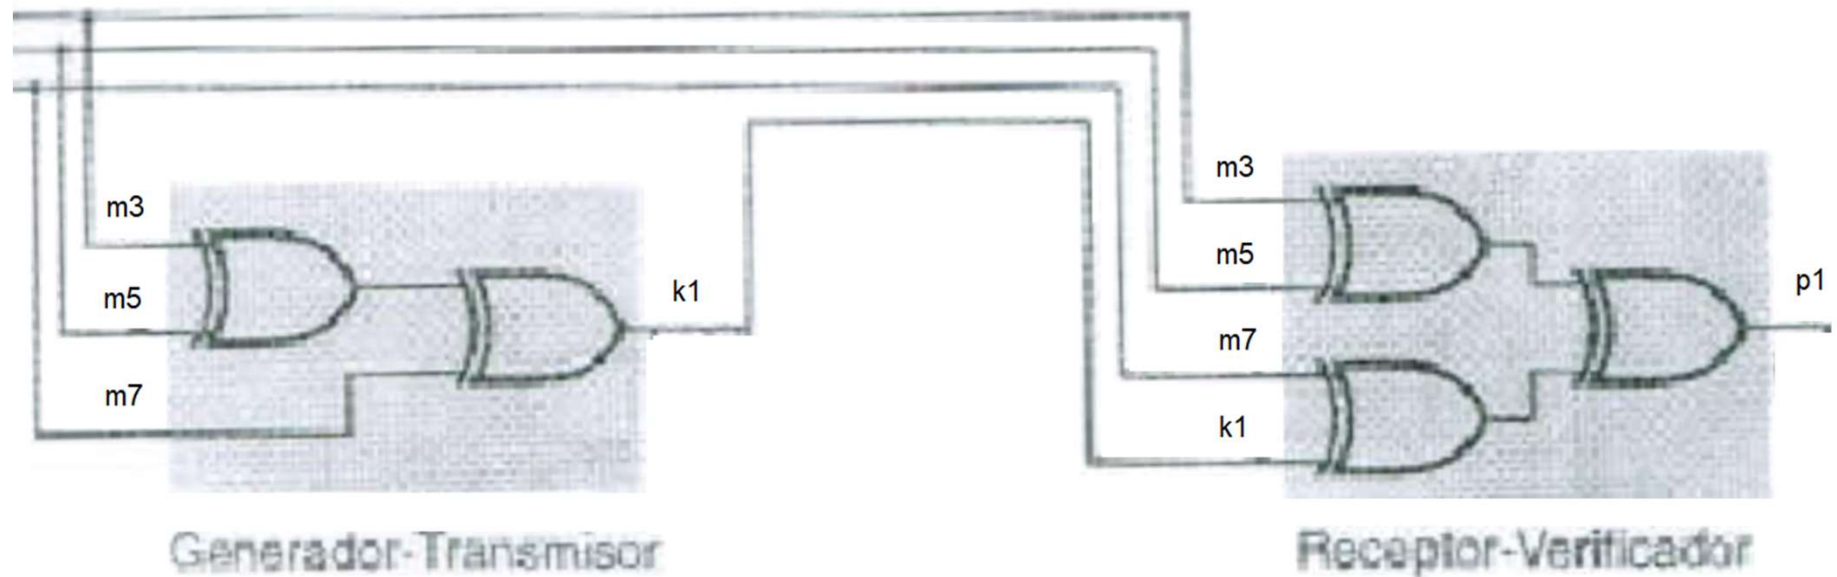 m3
m5
m7
k1
m3
m5
m7
k1
p1
Generador-Transmisor
Receptor-Verificador